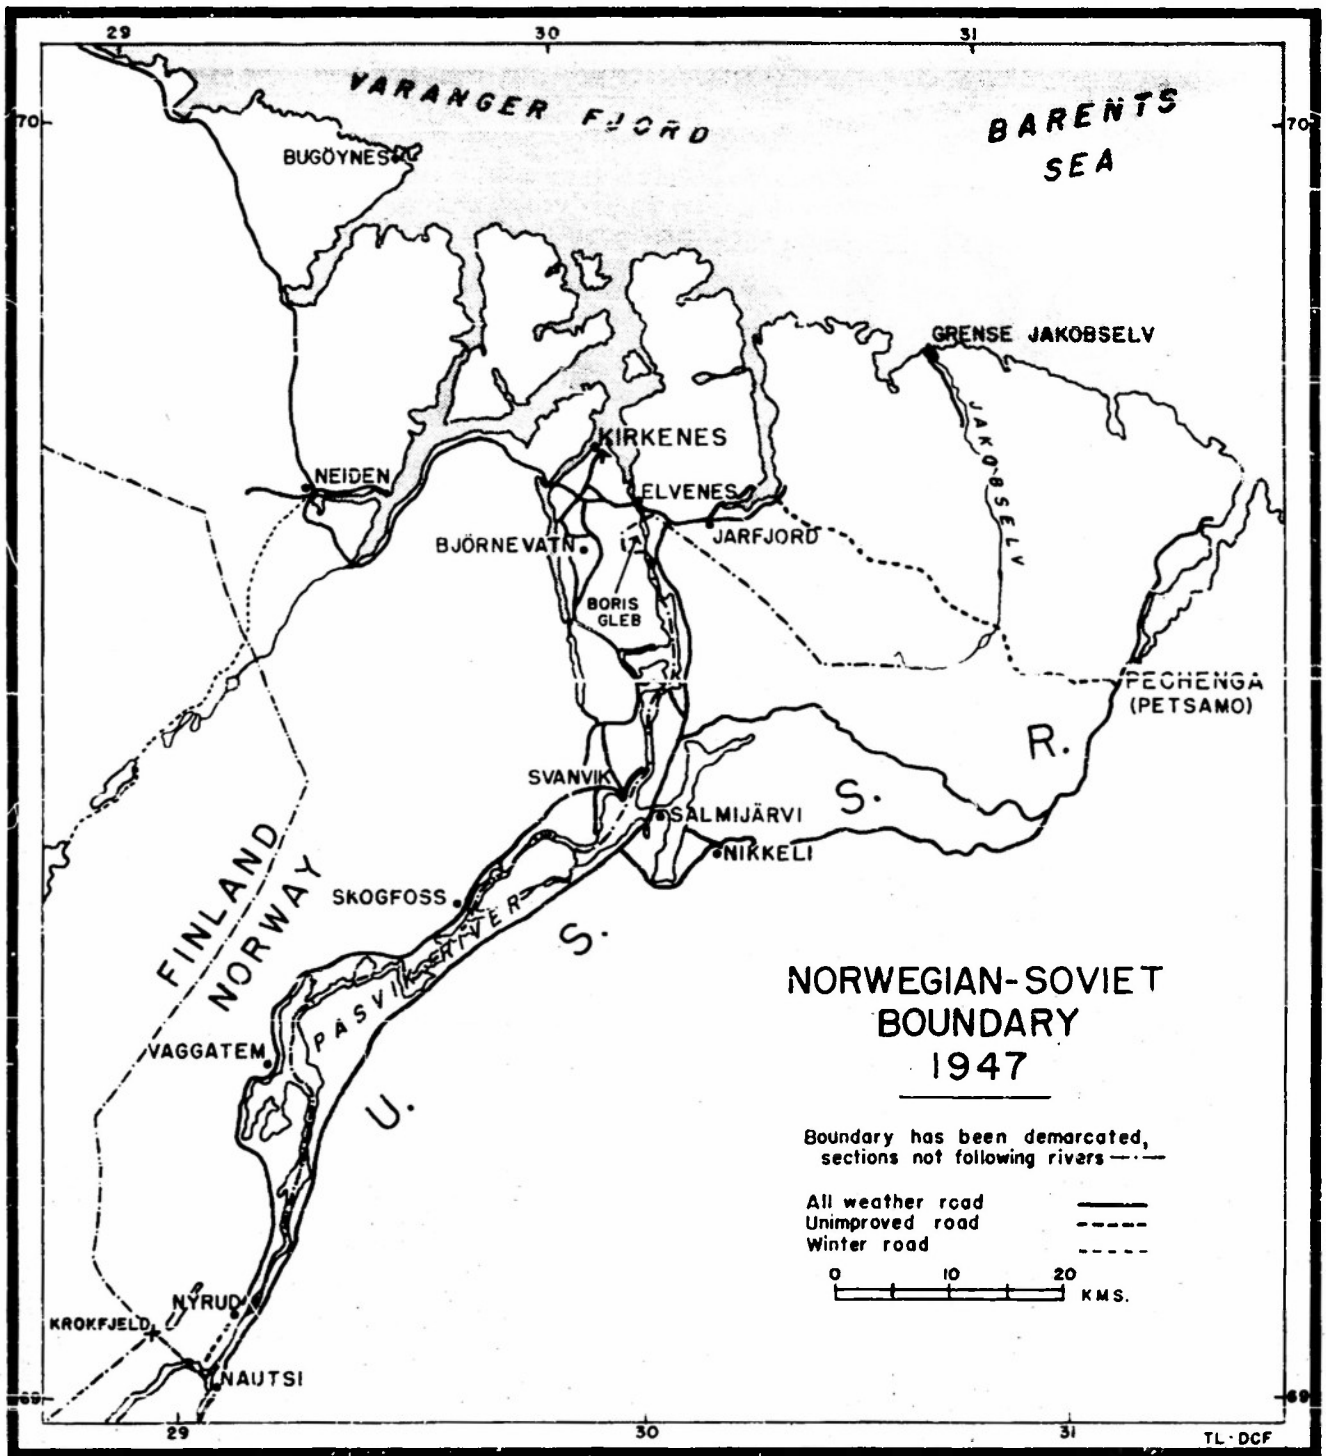 29 30 31
VARANGER FJORD
BARENTS
SEA
70 70
BUGÖYNES
GRENSE JAKOBSELV
JAKOBSELV
KIRKENES
NEIDEN
ELVENES
JARFJORD
BJÖRNEVATN
BORIS
GLEB
PECHENGA
(PETSAMO)
SVANVIK
SALMIJÄRVI
NIKKELI
SKOGFOSS
FINLAND
NORWAY
PASVIK RIVER
VAGGATEM
U. S. S. R.
NORWEGIAN-SOVIET
BOUNDARY
1947
Boundary has been demarcated,
sections not following rivers
All weather road
Unimproved road
Winter road
0 10 20
KMS.
NYRUD
KROKFJELD
NAUTSI
69 69
29 30 31
TL-DCF